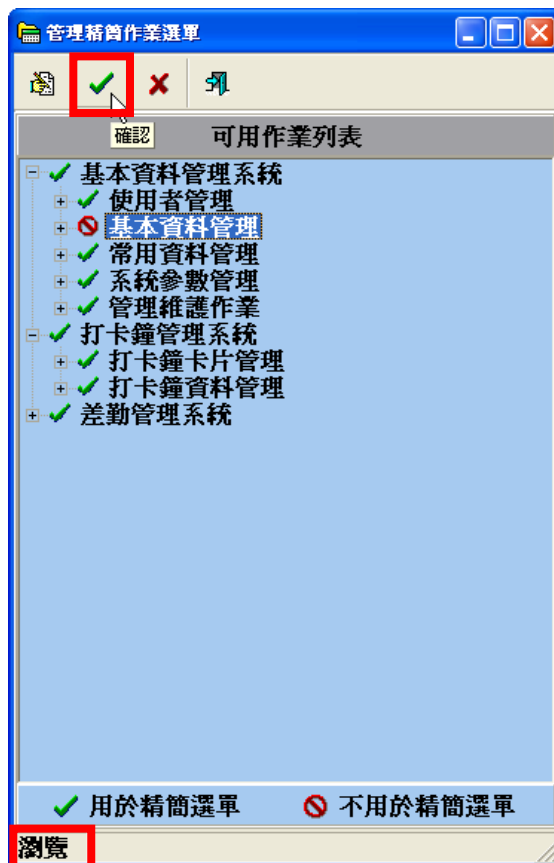 管理精簡作業選單
確認
可用作業列表
基本資料管理系統
使用者管理
基本資料管理
常用資料管理
系統參數管理
管理維護作業
打卡鐘管理系統
打卡鐘卡片管理
打卡鐘資料管理
差勤管理系統
用於精簡選單 不用於精簡選單
瀏覽